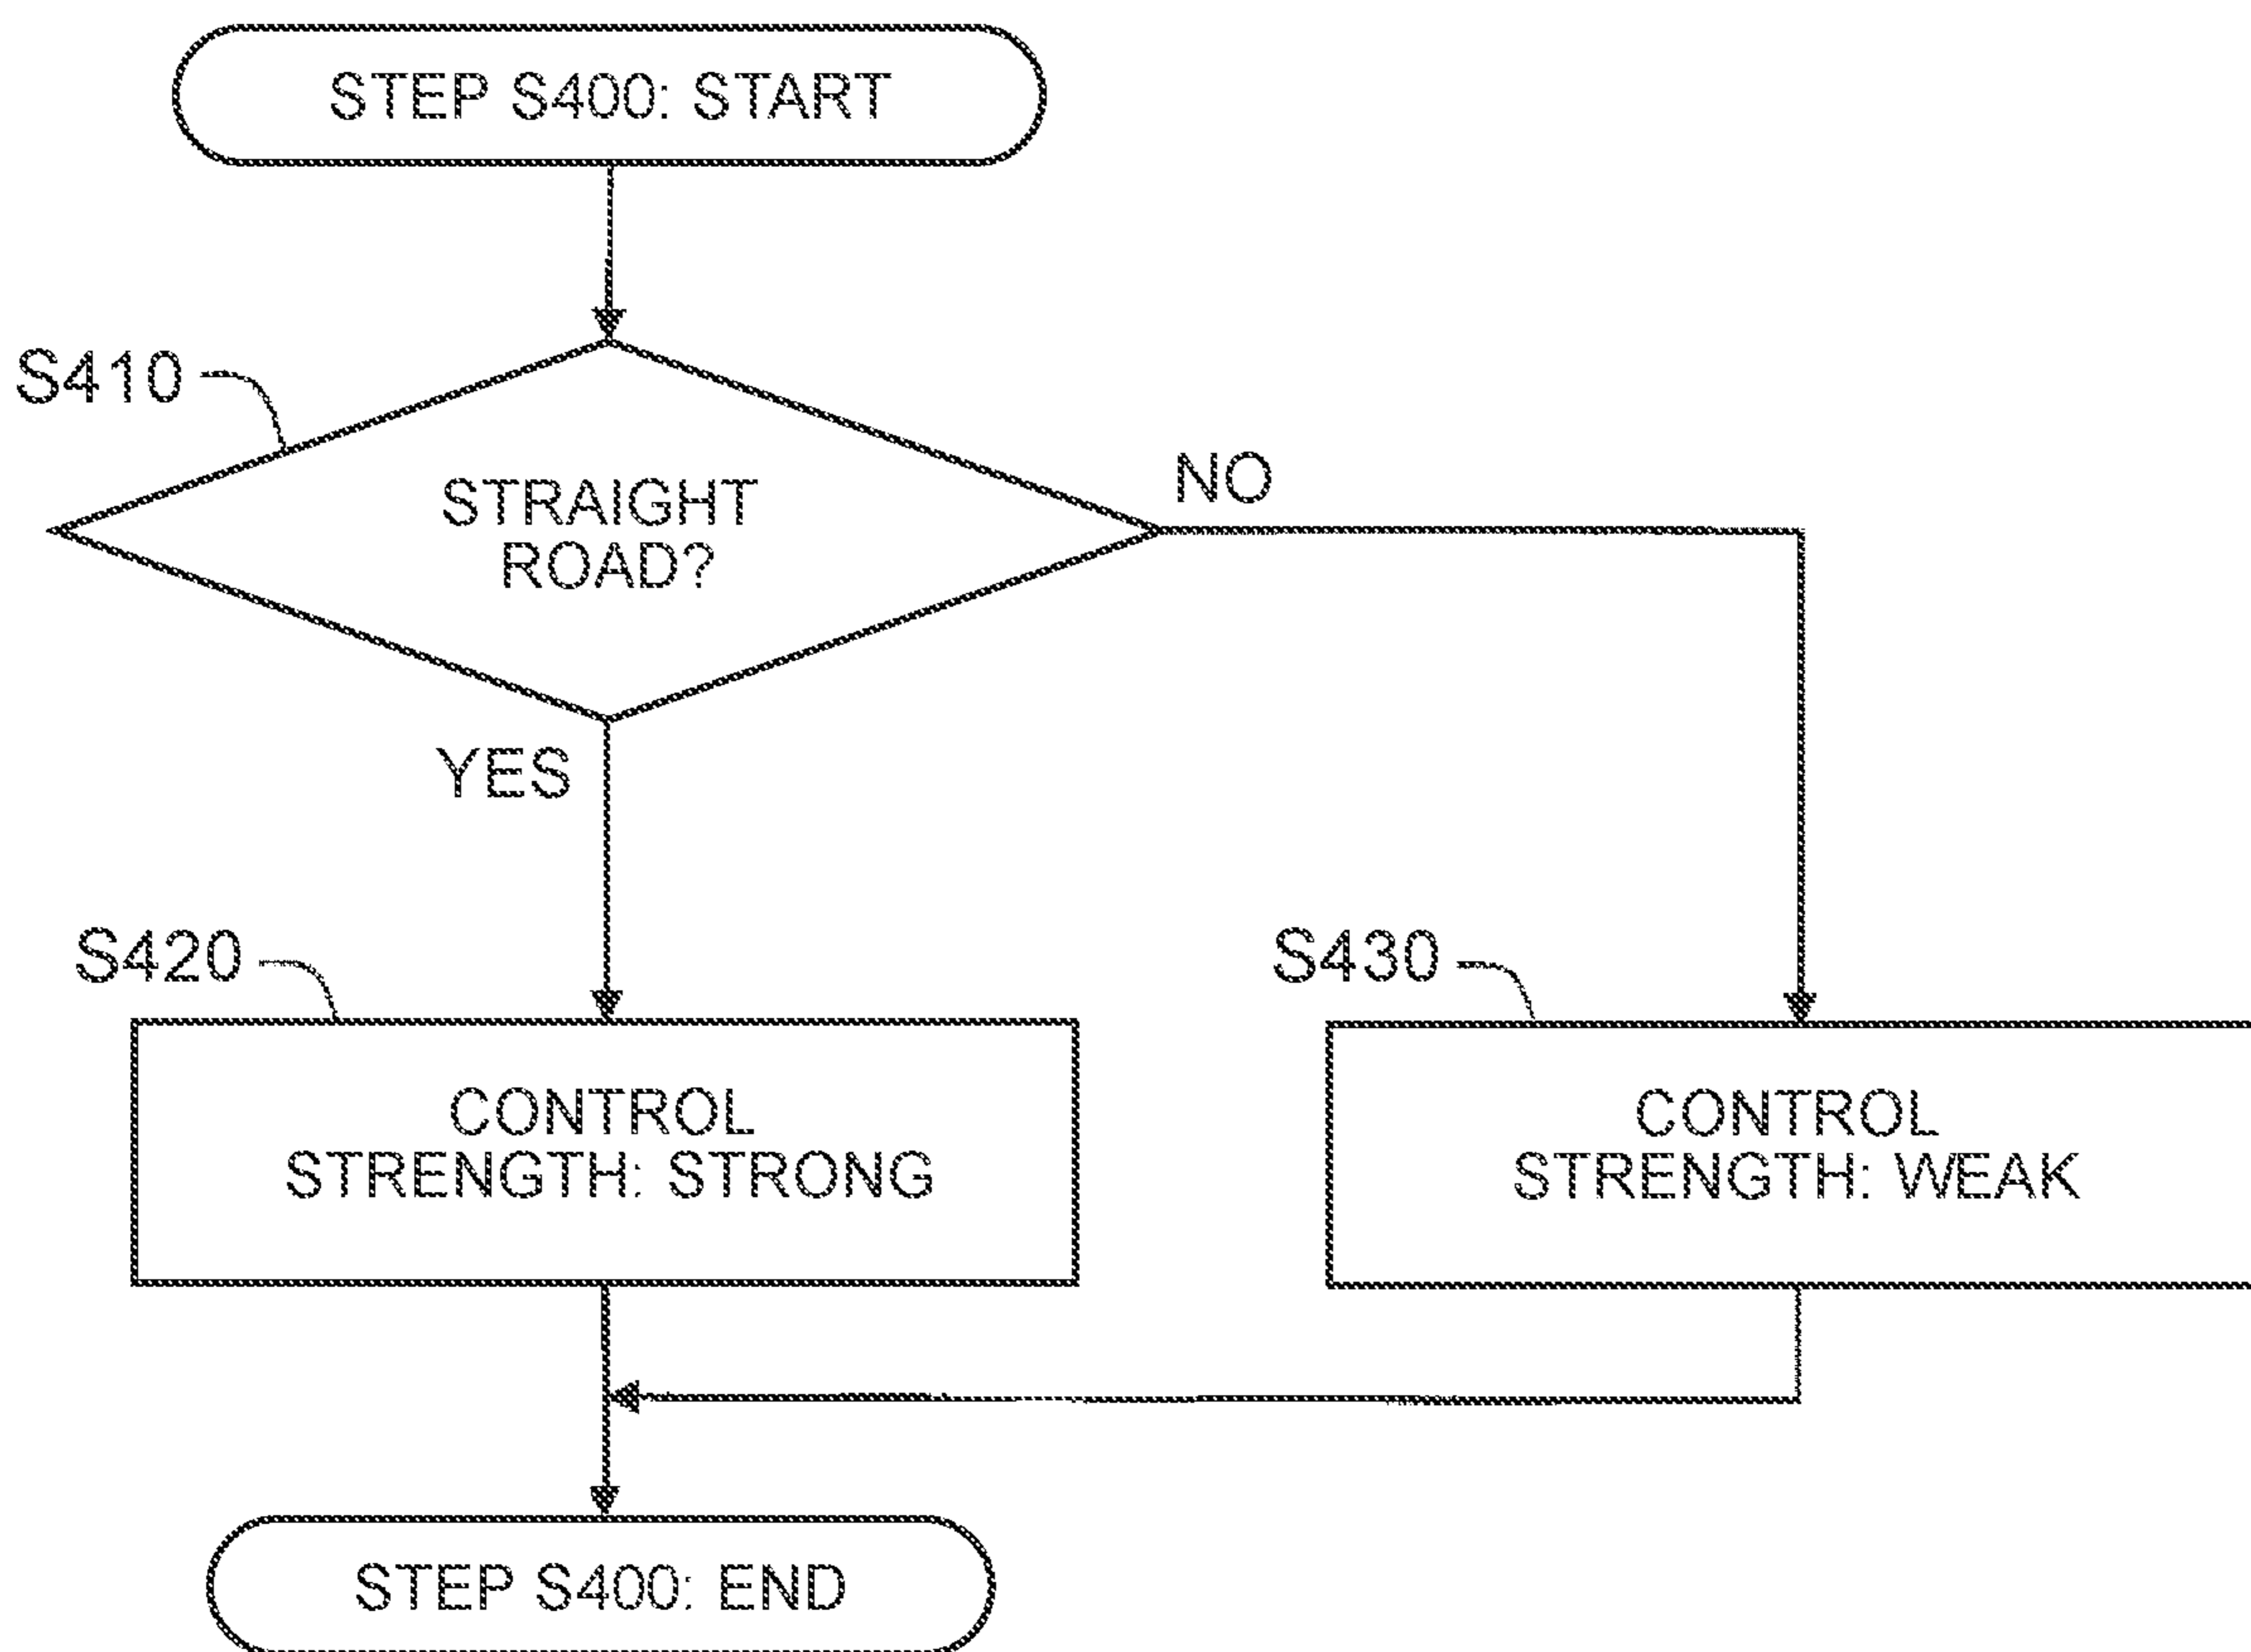 STEP S400: START
S410
STRAIGHT
ROAD?
NO
YES
S420
CONTROL
STRENGTH: STRONG
S430
CONTROL
STRENGTH: WEAK
STEP S400: END